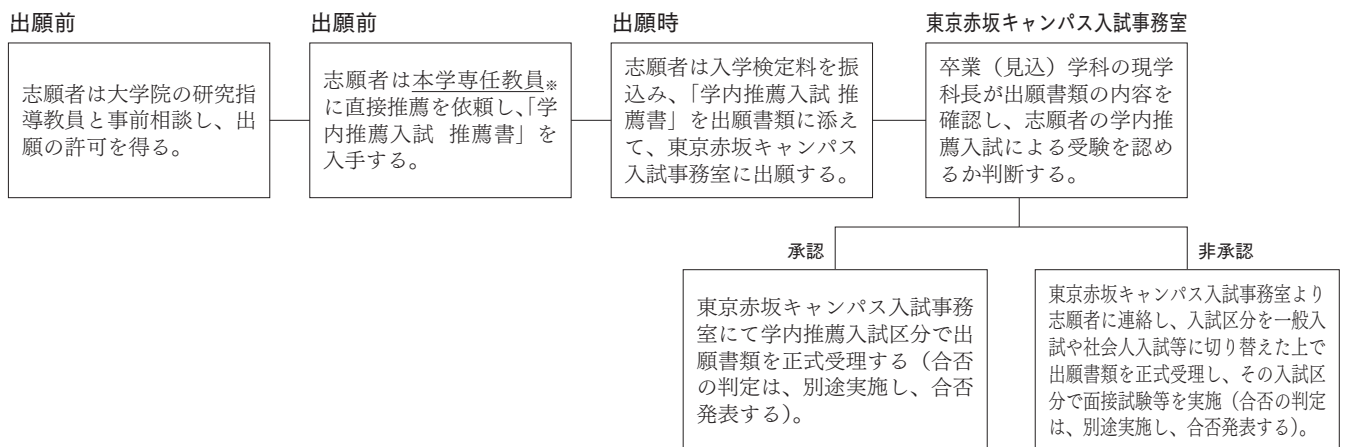 出願前
志願者は大学院の研究指
導教員と事前相談し、出
願の許可を得る。
出願前
志願者は本学専任教員※
に直接推薦を依頼し、「学
内推薦入試 推薦書」を
入手する。
出願時
志願者は入学検定料を振
込み、「学内推薦入試 推
薦書」を出願書類に添え
て、東京赤坂キャンパス
入試事務室に出願する。
東京赤坂キャンパス入試事務室
卒業（見込）学科の現学
科長が出願書類の内容を
確認し、志願者の学内推
薦入試による受験を認め
るか判断する。
承認
東京赤坂キャンパス入試事務
室にて学内推薦入試区分で出
願書類を正式受理する（合否
の判定は、別途実施し、合否
発表する）。
非承認
東京赤坂キャンパス入試事務室より
志願者に連絡し、入試区分を一般入
試や社会人入試等に切り替えた上で
出願書類を正式受理し、その入試区
分で面接試験等を実施（合否の判定
は、別途実施し、合否発表する）。